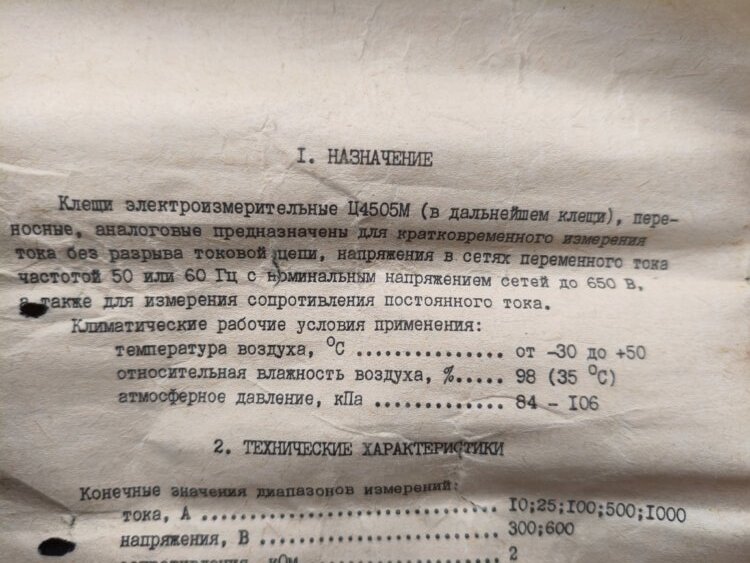 I. НАЗНАЧЕНИЕ
Клещи электроизмерительные Ц4505М (в дальнейшем клещи), пере-
носные, аналоговые предназначены для кратковременного измерения
тока без разрыва токовой цепи, напряжения в сетях переменного тока
частотой 50 или 60 Гц с номинальным напряжением сетей до 650 В,
а также для измерения сопротивления постоянного тока.
Климатические рабочие условия применения:
температура воздуха, °С ............... от -30 до +50
относительная влажность воздуха, %..... 98 (35 °С)
атмосферное давление, кПа ............. 84 - I06
2. ТЕХНИЧЕСКИЕ ХАРАКТЕРИСТИКИ
Конечные значения диапазонов измерений:
тока, А .............................. I0;25;I00;500;I000
напряжения, В ........................ 300;600
сопротивления, кОм .................... 2